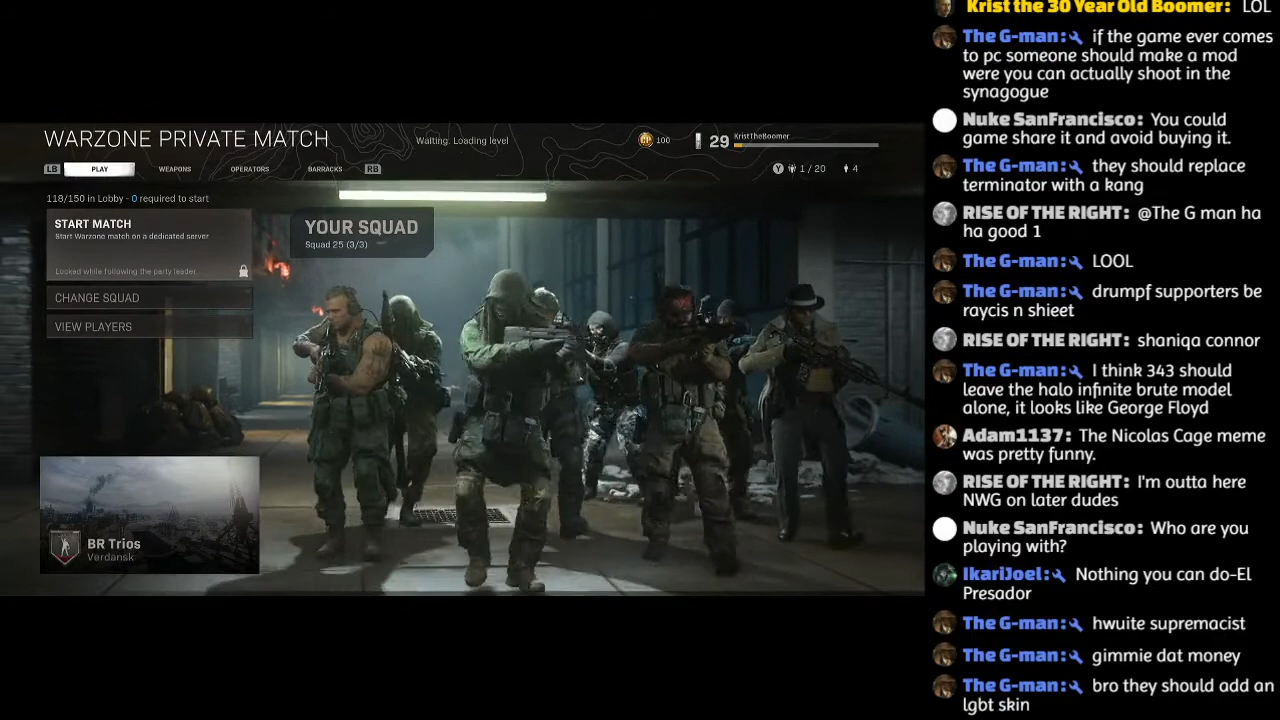 WARZONE PRIVATE MATCH
Waiting. Loading level
100
29
KristTheBoomer
LB
PLAY
WEAPONS
OPERATORS
BARRACKS
RB
Y
1 / 20
4
118/150 in Lobby - 0 required to start
START MATCH
Start Warzone match on a dedicated server
Locked while following the party leader.
CHANGE SQUAD
VIEW PLAYERS
YOUR SQUAD
Squad 25 (3/3)
BR Trios
Verdansk
Krist the 30 Year Old Boomer: LOL
The G-man: if the game ever comes
to pc someone should make a mod
were you can actually shoot in the
synagogue
Nuke SanFrancisco: You could
game share it and avoid buying it.
The G-man: they should replace
terminator with a kang
RISE OF THE RIGHT: @The G man ha
ha good 1
The G-man: LOOL
The G-man: drumpf supporters be
raycis n shieet
RISE OF THE RIGHT: shaniqa connor
The G-man: I think 343 should
leave the halo infinite brute model
alone, it looks like George Floyd
Adam1137: The Nicolas Cage meme
was pretty funny.
RISE OF THE RIGHT: I'm outta here
NWG on later dudes
Nuke SanFrancisco: Who are you
playing with?
IkariJoel: Nothing you can do-El
Presador
The G-man: hwuite supremacist
The G-man: gimmie dat money
The G-man: bro they should add an
lgbt skin